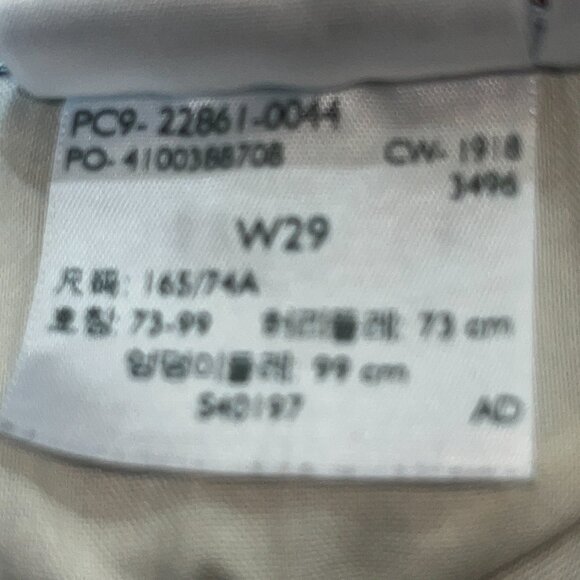 PC9- 22861-0044
PO- 4100388708 CW- 1918
3496
W29
尺码: 165/74A
호칭: 73-99 허리둘레: 73 cm
엉덩이둘레: 99 cm
540197 AD